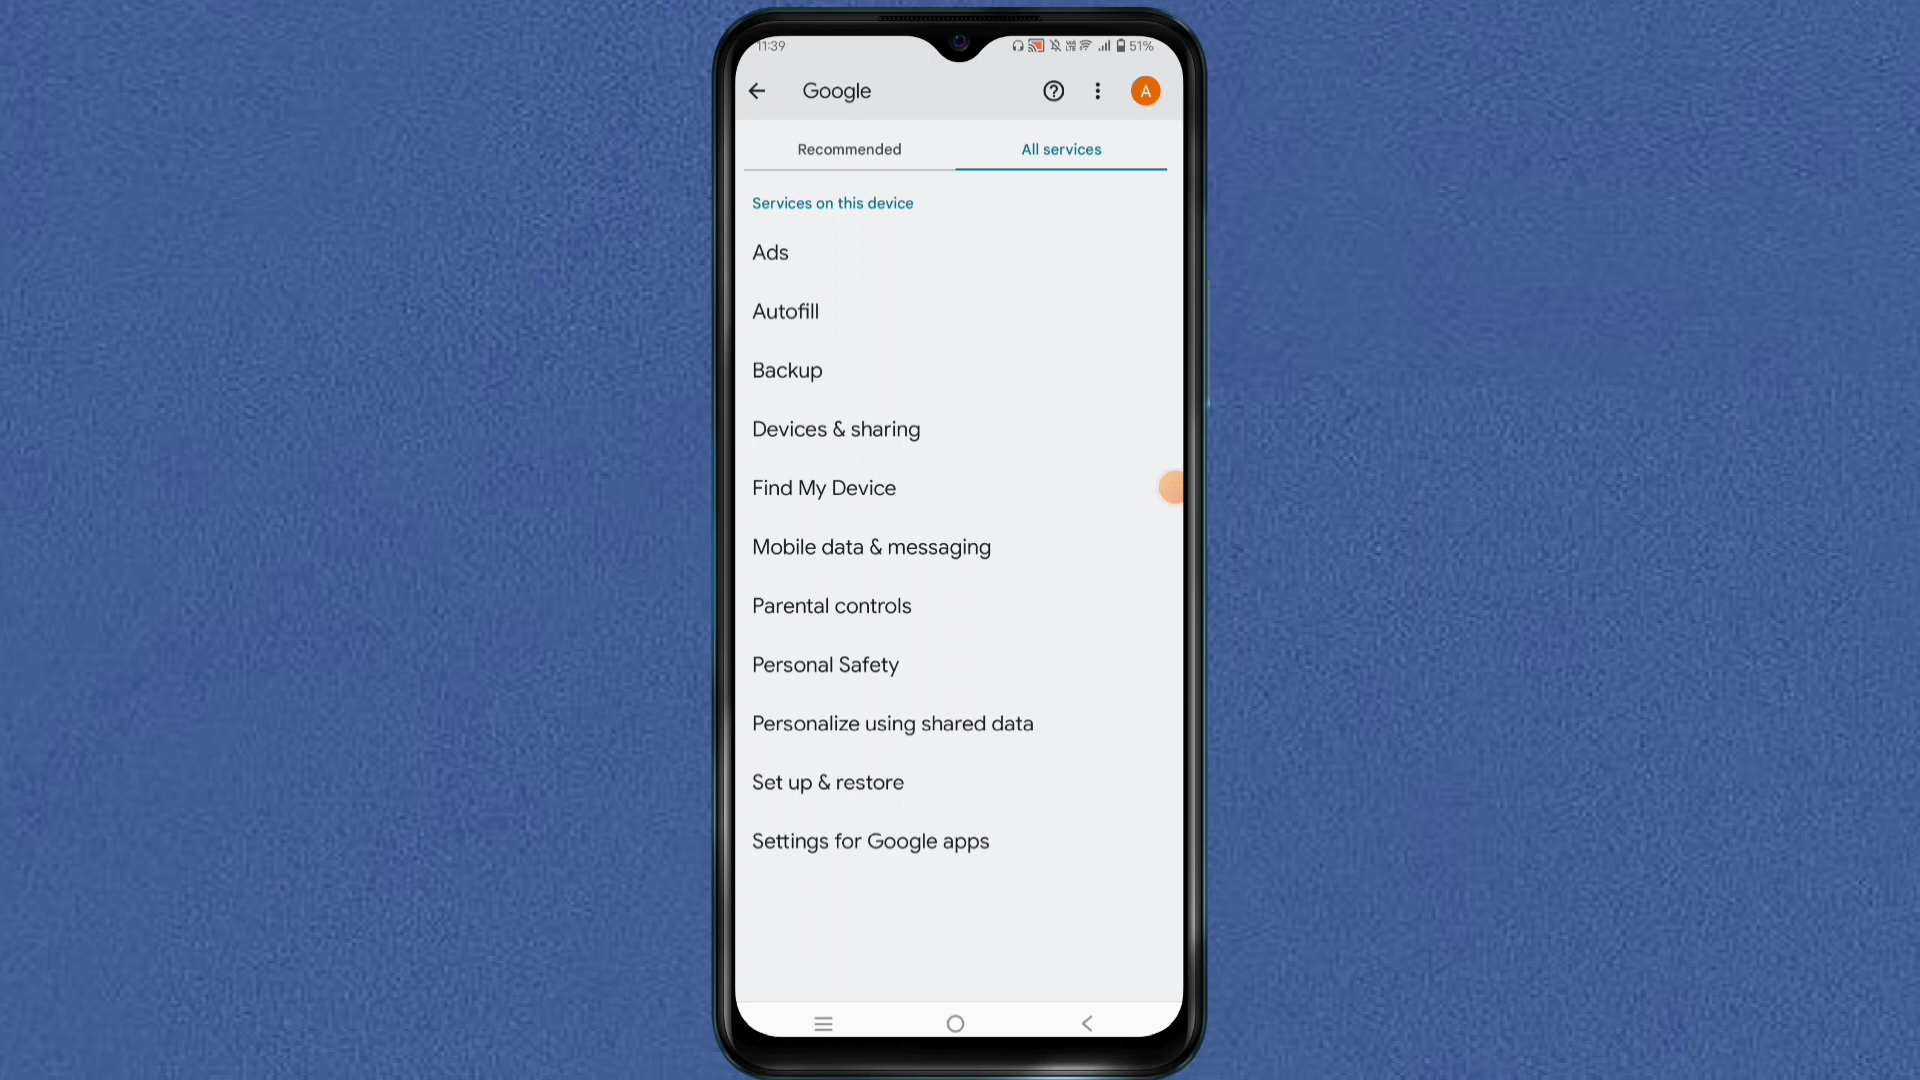 11:39
51%
Google
A
Recommended
All services
Services on this device
Ads
Autofill
Backup
Devices & sharing
Find My Device
Mobile data & messaging
Parental controls
Personal Safety
Personalize using shared data
Set up & restore
Settings for Google apps